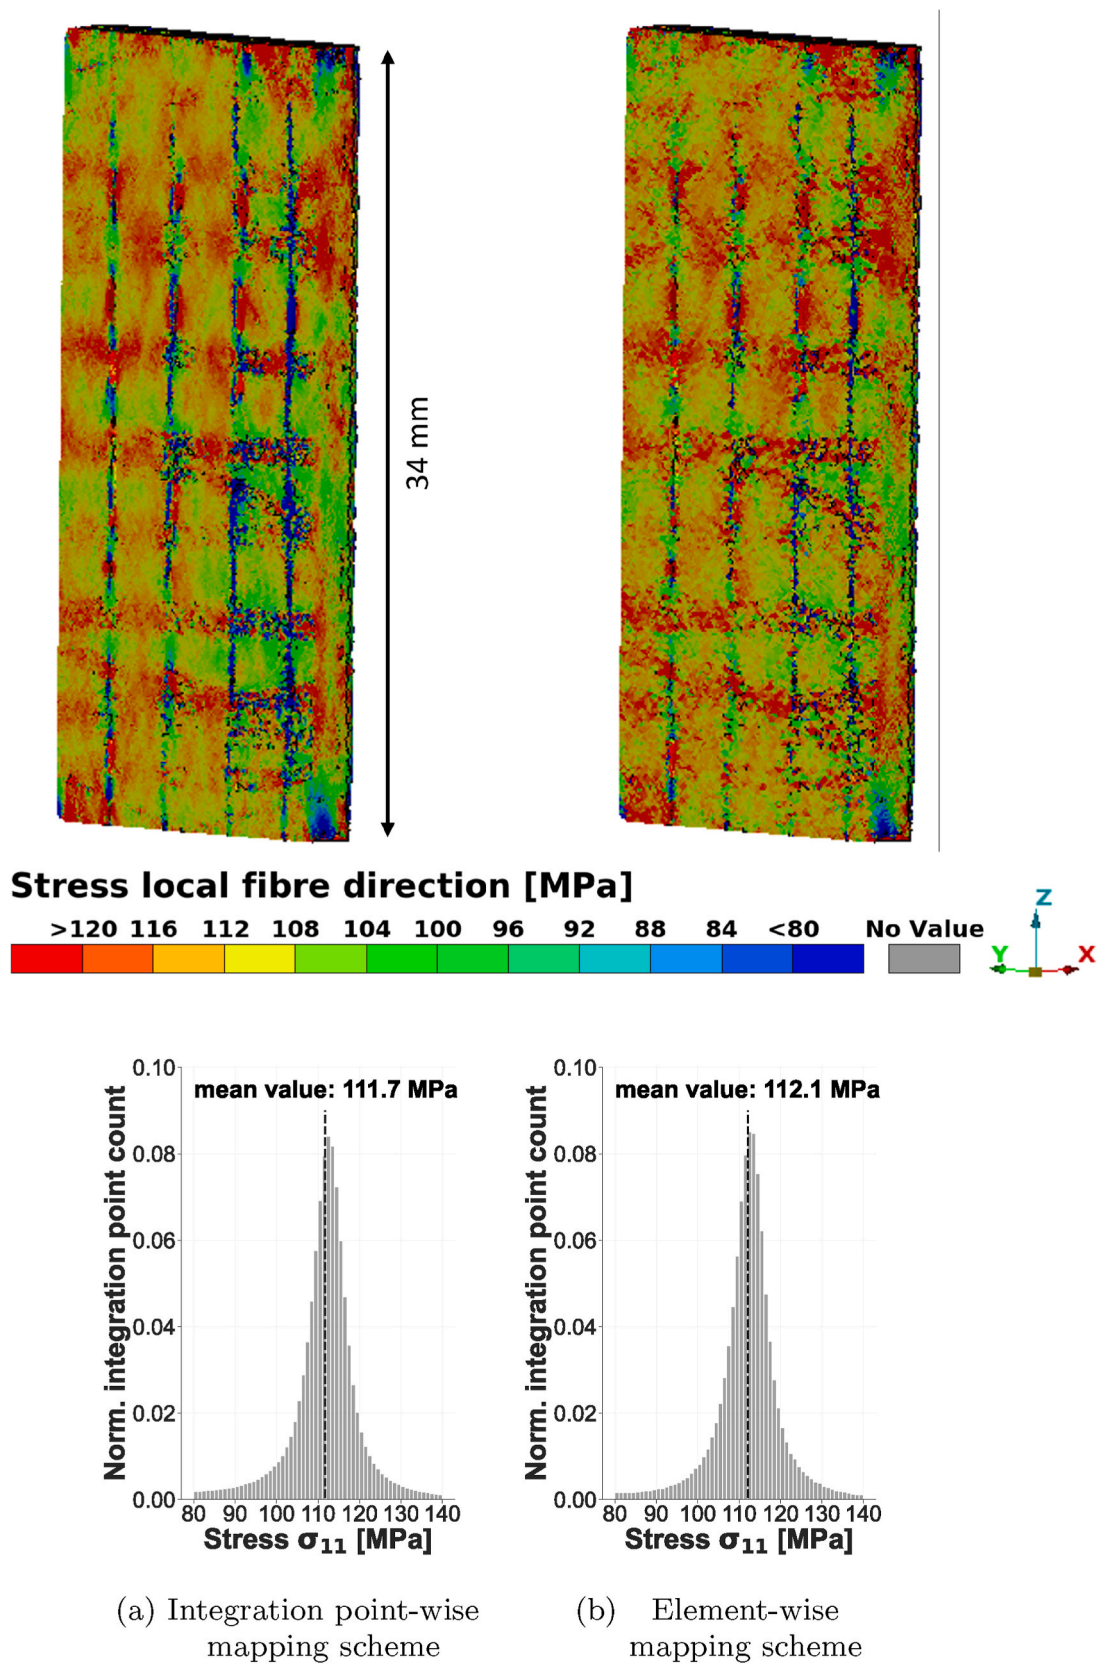 34 mm
Stress local fibre direction [MPa]
>120 116 112 108 104 100 96 92 88 84 <80 No Value
Z
Y
X
mean value: 111.7 MPa
Norm. integration point count
0.10
0.08
0.06
0.04
0.02
0.00
80 90 100 110 120 130 140
Stress σ₁₁ [MPa]
mean value: 112.1 MPa
Norm. integration point count
0.10
0.08
0.06
0.04
0.02
0.00
80 90 100 110 120 130 140
Stress σ₁₁ [MPa]
(a) Integration point-wise
mapping scheme
(b) Element-wise
mapping scheme